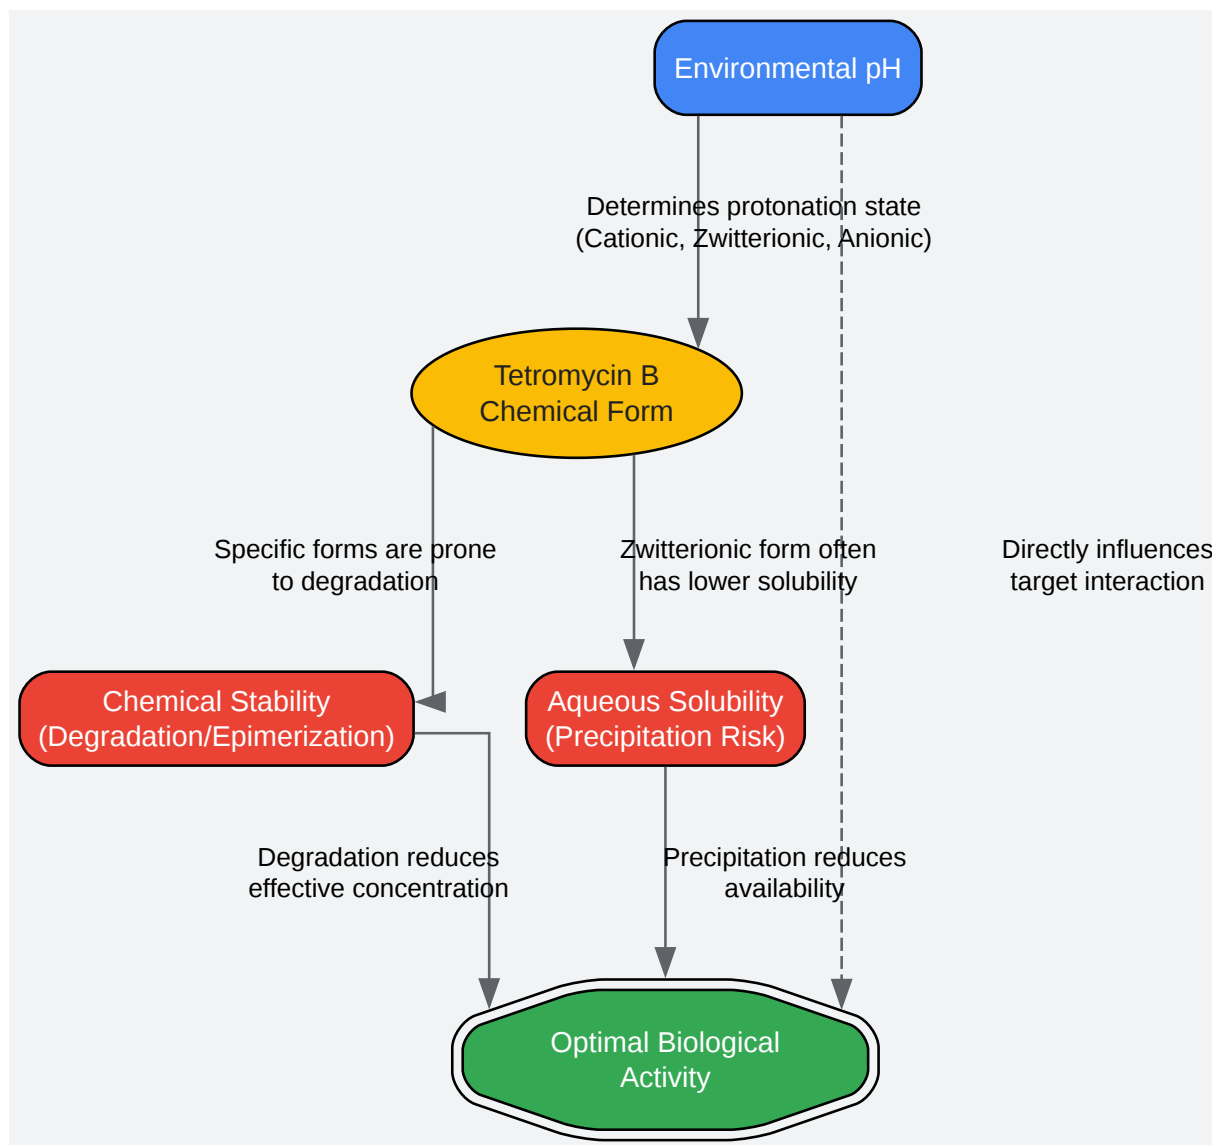 Environmental pH
Determines protonation state
(Cationic, Zwitterionic, Anionic)
Tetromycin B
Chemical Form
Specific forms are prone
to degradation
Zwitterionic form often
has lower solubility
Directly influences
target interaction
Chemical Stability
(Degradation/Epimerization)
Aqueous Solubility
(Precipitation Risk)
Degradation reduces
effective concentration
Precipitation reduces
availability
Optimal Biological
Activity